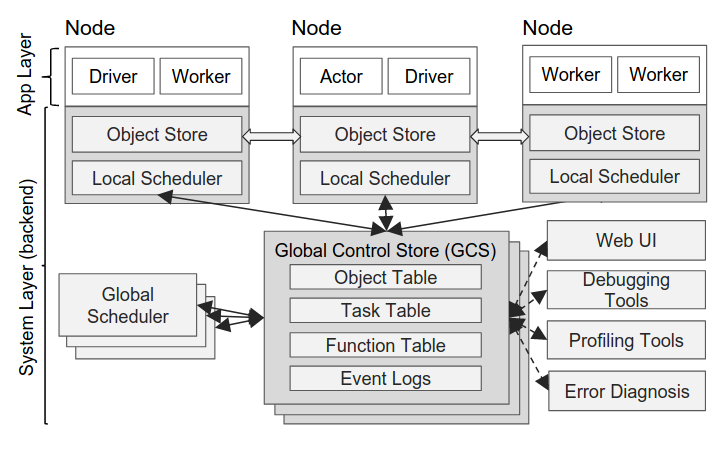 Node
Node
Node
App Layer
Driver
Worker
Actor
Driver
Worker
Worker
Object Store
Object Store
Object Store
Local Scheduler
Local Scheduler
Local Scheduler
System Layer (backend)
Global Control Store (GCS)
Object Table
Task Table
Function Table
Event Logs
Global
Scheduler
Web UI
Debugging
Tools
Profiling Tools
Error Diagnosis